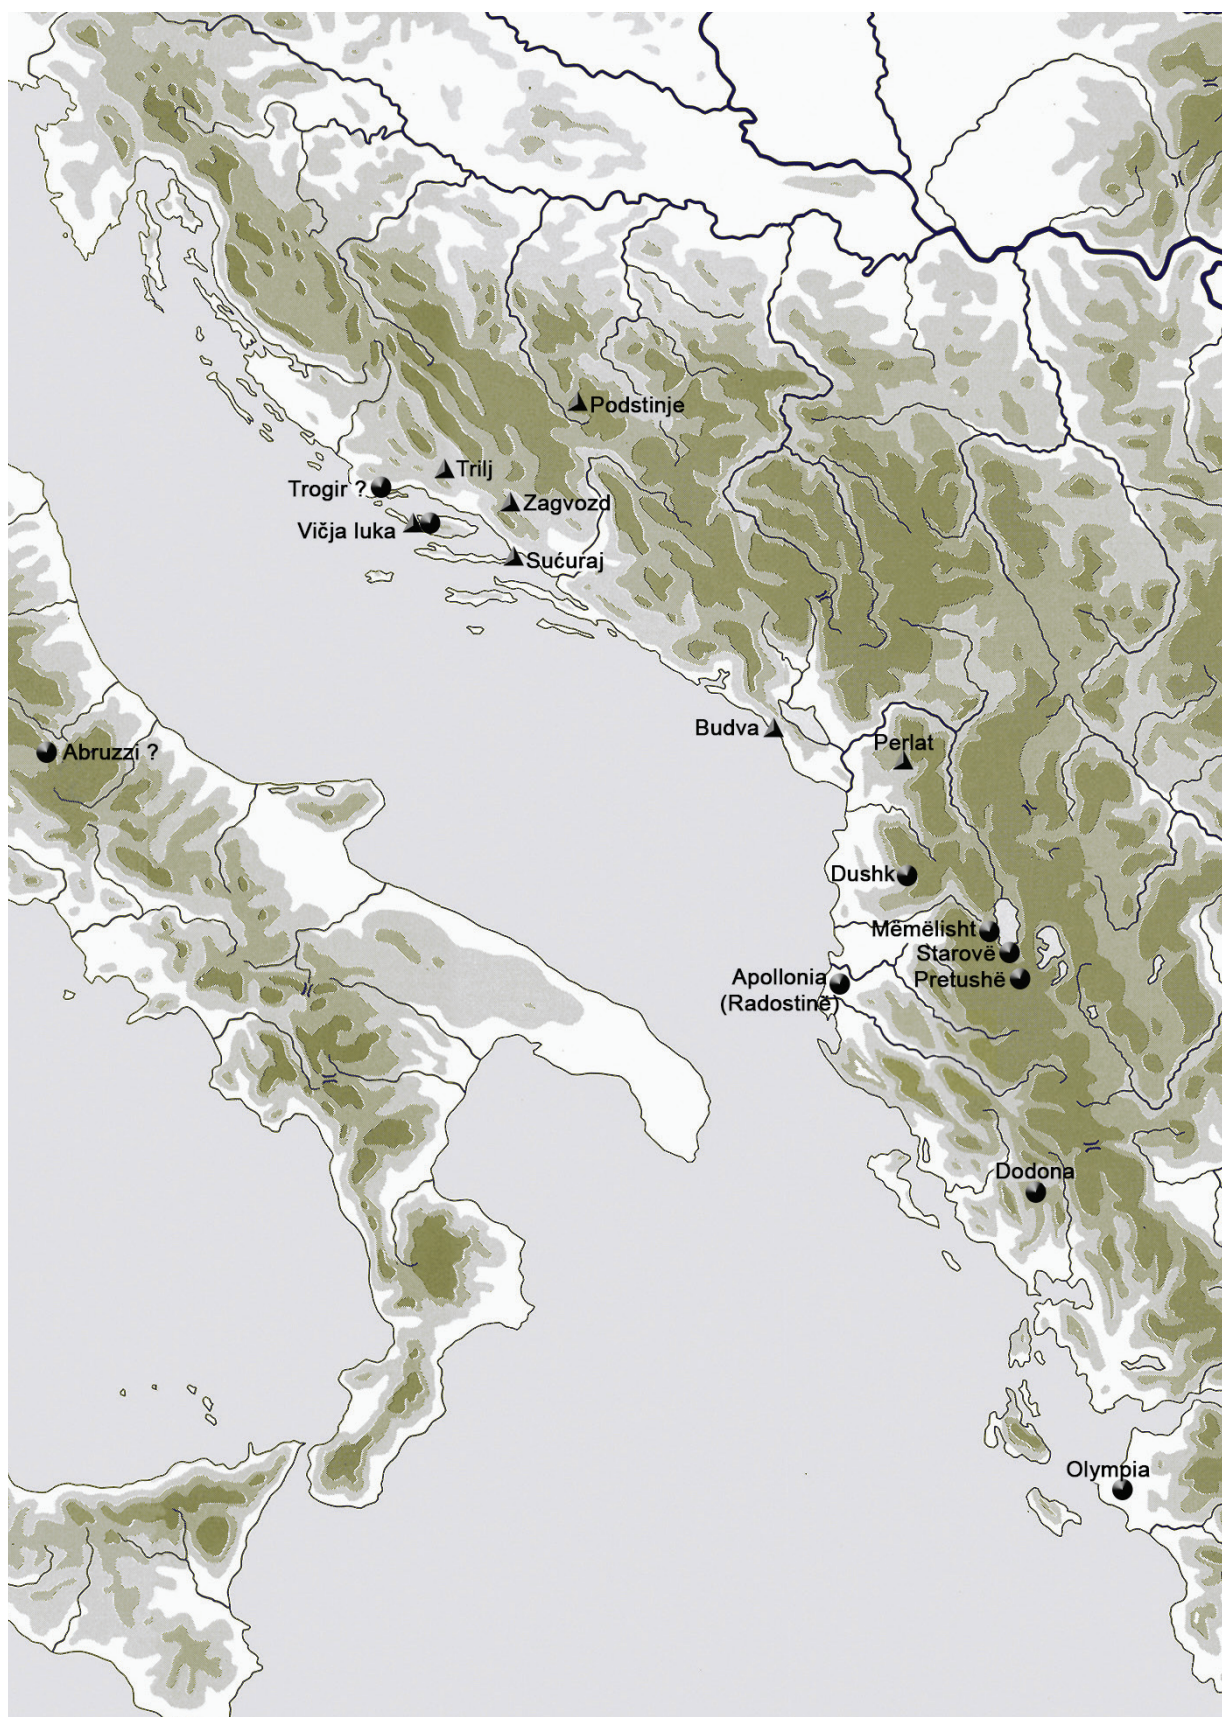 Podstinje
Trilj
Trogir ?
Zagvozd
Vičja luka
Sućuraj
Budva
Perlat
Abruzzi ?
Dushk
Mëmëlisht
Starovë
Apollonia
(Radostinë)
Pretushë
Dodona
Olympia